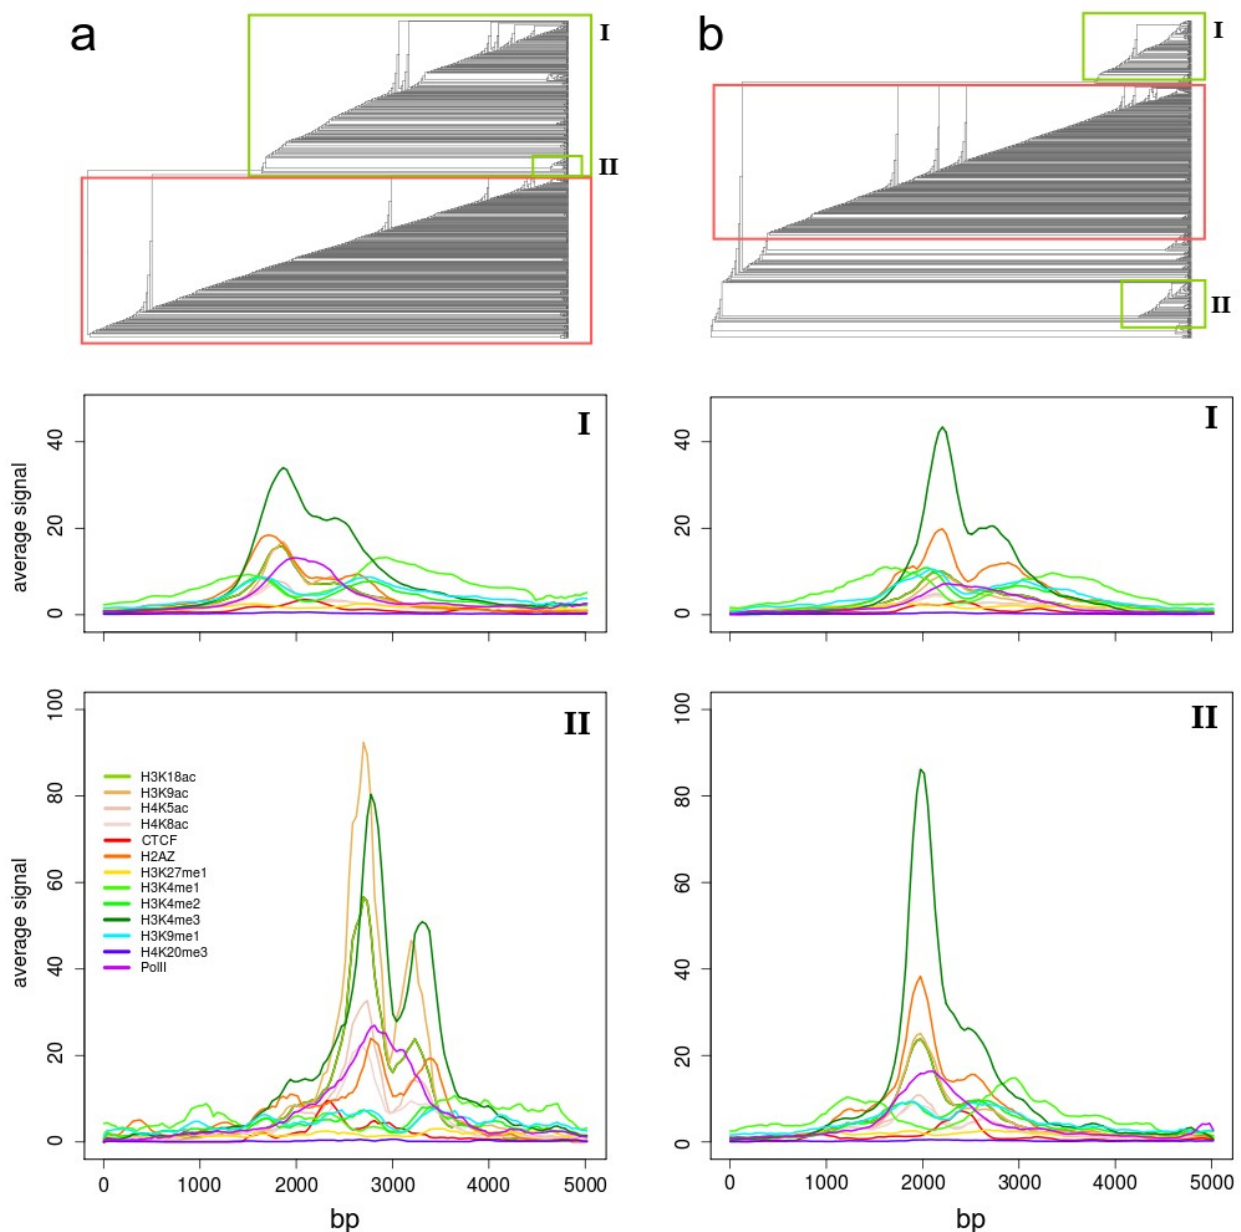 a
I
II
b
I
II
average signal
40
20
0
I
40
20
0
I
average signal
100
80
60
40
20
0
II
H3K18ac
H3K9ac
H4K5ac
H4K8ac
CTCF
H2AZ
H3K27me1
H3K4me1
H3K4me2
H3K4me3
H3K9me1
H4K20me3
PolII
0 1000 2000 3000 4000 5000
bp
100
80
60
40
20
0
II
0 1000 2000 3000 4000 5000
bp